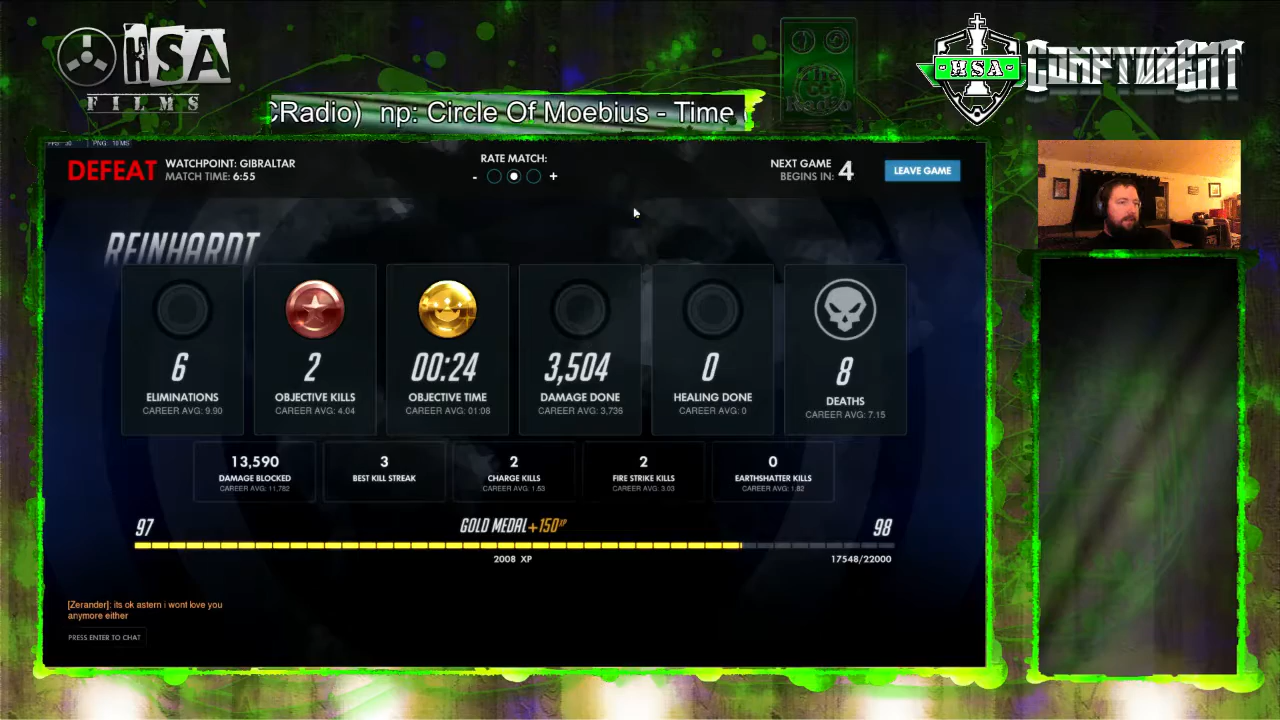 HSA
FILMS
The
cc
Radio
HSA
CRadio) np: Circle Of Moebius - Time
DEFEAT
WATCHPOINT: GIBRALTAR
MATCH TIME: 6:55
RATE MATCH:
- +
NEXT GAME
BEGINS IN: 4
LEAVE GAME
REINHARDT
6
ELIMINATIONS
CAREER AVG: 9.90
2
OBJECTIVE KILLS
CAREER AVG: 4.04
00:24
OBJECTIVE TIME
CAREER AVG: 01:08
3,504
DAMAGE DONE
CAREER AVG: 3,736
0
HEALING DONE
CAREER AVG: 0
8
DEATHS
CAREER AVG: 7.15
13,590
DAMAGE BLOCKED
CAREER AVG: 11,782
3
BEST KILL STREAK
2
CHARGE KILLS
CAREER AVG: 1.53
2
FIRE STRIKE KILLS
CAREER AVG: 3.03
0
EARTHSHATTER KILLS
CAREER AVG: 1.82
97
GOLD MEDAL +150XP
98
2008 XP
17548/22000
[Zerander]: its ok astern i wont love you
anymore either
PRESS ENTER TO CHAT